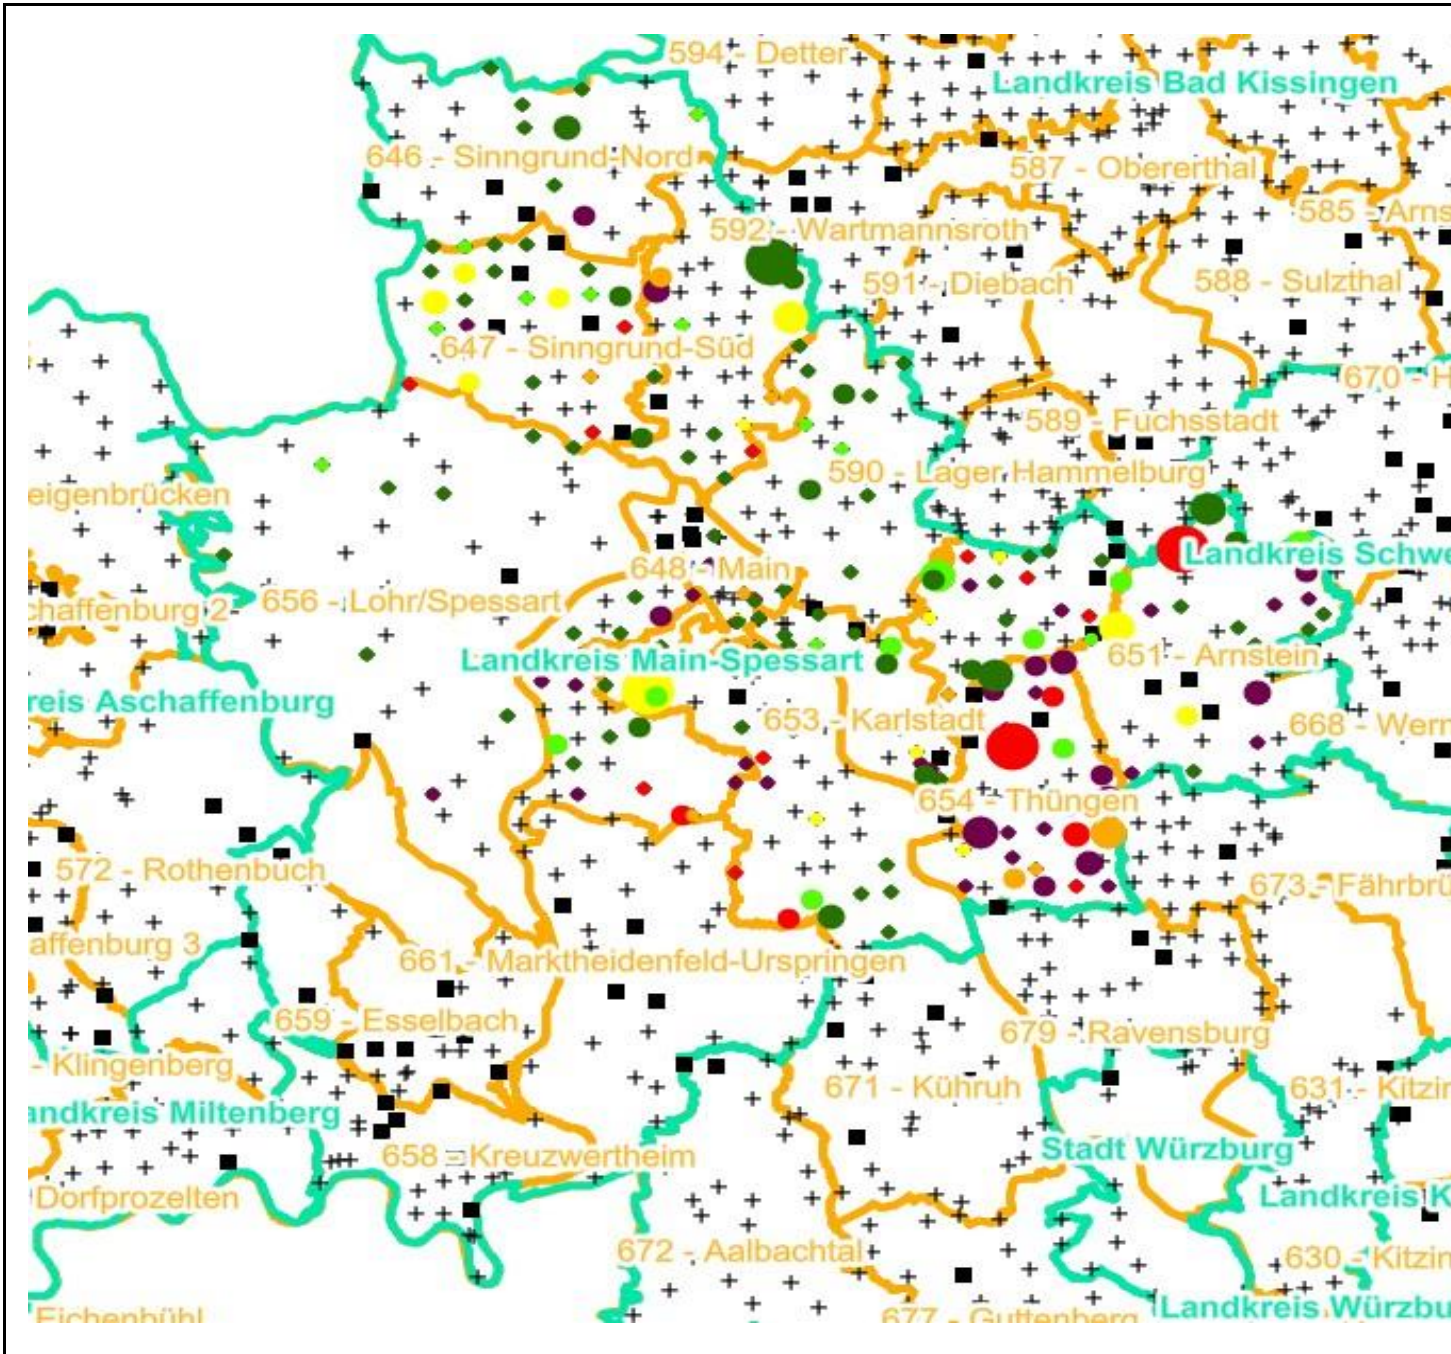 594 - Detter
Landkreis Bad Kissingen
646 - Sinngrund-Nord
587 - Obererthal
585 - Arns
592 - Wartmannsroth
591 - Diebach
588 - Sulzthal
647 - Sinngrund-Süd
670 - H
589 - Fuchsstadt
590 - Lager Hammelburg
eigenbrücken
Landkreis Schwe
648 - Main
656 - Lohr/Spessart
chaffenburg 2
651 - Arnstein
Landkreis Main-Spessart
reis Aschaffenburg
653 - Karlstadt
668 - Wern
654 - Thüngen
572 - Rothenbuch
673 - Fährbrü
affenburg 3
661 - Marktheidenfeld-Urspringen
659 - Esselbach
679 - Ravensburg
- Klingenberg
671 - Kühruh
631 - Kitzin
andkreis Miltenberg
Stadt Würzburg
658 - Kreuzwertheim
Dorfprozelten
Landkreis K
672 - Aalbachtal
630 - Kitzin
Eichenbühl
677 - Guttenberg
Landkreis Würzbu